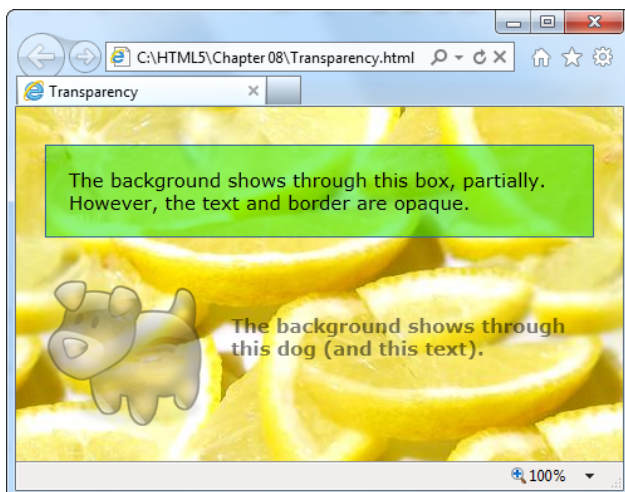 C:\HTML5\Chapter 08\Transparency.html
Transparency
The background shows through this box, partially.
However, the text and border are opaque.
The background shows through
this dog (and this text).
100%